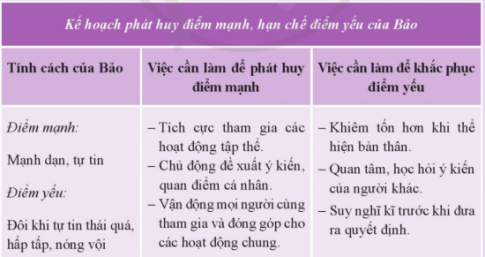 Kế hoạch phát huy điểm mạnh, hạn chế điểm yếu của Bảo
Tính cách của Bảo
Việc cần làm để phát huy
điểm mạnh
Việc cần làm để khắc phục
điểm yếu
Điểm mạnh:
Mạnh dạn, tự tin
Điểm yếu:
Đôi khi tự tin thái quá,
hấp tấp, nóng vội
– Tích cực tham gia các
hoạt động tập thể.
– Chủ động đề xuất ý kiến,
quan điểm cá nhân.
– Vận động mọi người cùng
tham gia và đóng góp cho
các hoạt động chung.
– Khiêm tốn hơn khi thể
hiện bản thân.
– Quan tâm, học hỏi ý kiến
của người khác.
– Suy nghĩ kĩ trước khi đưa
ra quyết định.